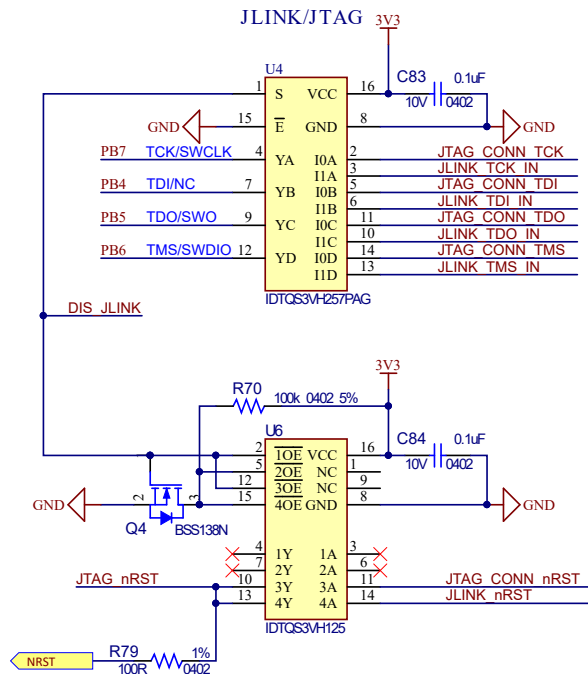 JLINK/JTAG
3V3
U4
1 S VCC 16
C83 0.1uF
10V 0402
GND 15 E GND 8 GND
PB7 TCK/SWCLK 4 YA I0A 2 JTAG_CONN_TCK
I1A 3 JLINK_TCK_IN
PB4 TDI/NC 7 YB I0B 5 JTAG_CONN_TDI
I1B 6 JLINK_TDI_IN
PB5 TDO/SWO 9 YC I0C 11 JTAG_CONN_TDO
I1C 10 JLINK_TDO_IN
PB6 TMS/SWDIO 12 YD I0D 14 JTAG_CONN_TMS
I1D 13 JLINK_TMS_IN
IDTQS3VH257PAG
DIS_JLINK
3V3
R70
100k 0402 5%
U6
2 1OE VCC 16
C84 0.1uF
10V 0402
5 2OE NC 1
12 3OE NC 9
GND 2 3 15 4OE GND 8 GND
Q4 BSS138N
4 1Y 1A 3
7 2Y 2A 6
JTAG_nRST 10 3Y 3A 11 JTAG_CONN_nRST
13 4Y 4A 14 JLINK_nRST
IDTQS3VH125
NRST R79 1%
100R 0402